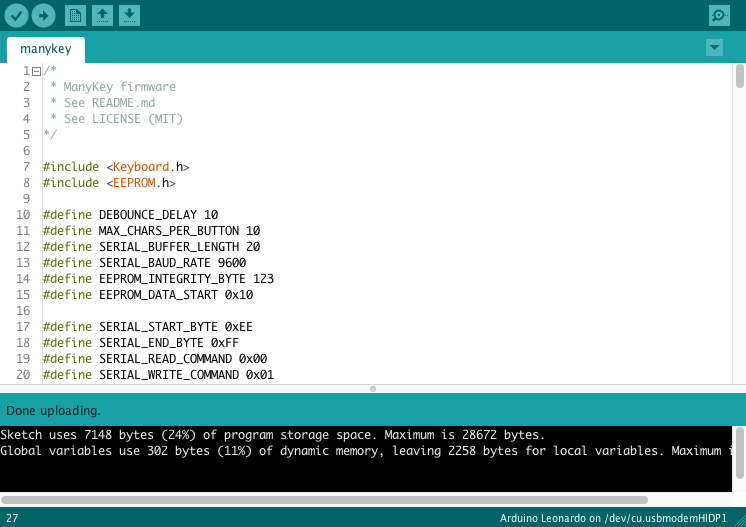 manykey
1 /*
2  * ManyKey firmware
3  * See README.md
4  * See LICENSE (MIT)
5 */
6
7 #include <Keyboard.h>
8 #include <EEPROM.h>
9
10 #define DEBOUNCE_DELAY 10
11 #define MAX_CHARS_PER_BUTTON 10
12 #define SERIAL_BUFFER_LENGTH 20
13 #define SERIAL_BAUD_RATE 9600
14 #define EEPROM_INTEGRITY_BYTE 123
15 #define EEPROM_DATA_START 0x10
16
17 #define SERIAL_START_BYTE 0xEE
18 #define SERIAL_END_BYTE 0xFF
19 #define SERIAL_READ_COMMAND 0x00
20 #define SERIAL_WRITE_COMMAND 0x01
Done uploading.
Sketch uses 7148 bytes (24%) of program storage space. Maximum is 28672 bytes.
Global variables use 302 bytes (11%) of dynamic memory, leaving 2258 bytes for local variables. Maximum i
27 Arduino Leonardo on /dev/cu.usbmodemHIDP1